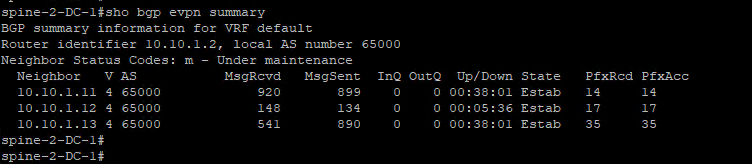 spine-2-DC-1#sho bgp evpn summary
BGP summary information for VRF default
Router identifier 10.10.1.2, local AS number 65000
Neighbor Status Codes: m - Under maintenance
  Neighbor   V AS           MsgRcvd   MsgSent  InQ OutQ  Up/Down State   PfxRcd PfxAcc
  10.10.1.11 4 65000            920       899    0    0 00:38:01 Estab   14     14
  10.10.1.12 4 65000            148       134    0    0 00:05:36 Estab   17     17
  10.10.1.13 4 65000            541       890    0    0 00:38:01 Estab   35     35
spine-2-DC-1#
spine-2-DC-1#